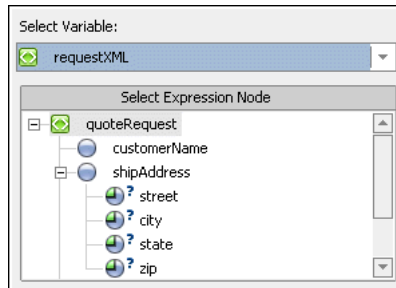 Select Variable:
requestXML
Select Expression Node
quoteRequest
customerName
shipAddress
? street
? city
? state
? zip